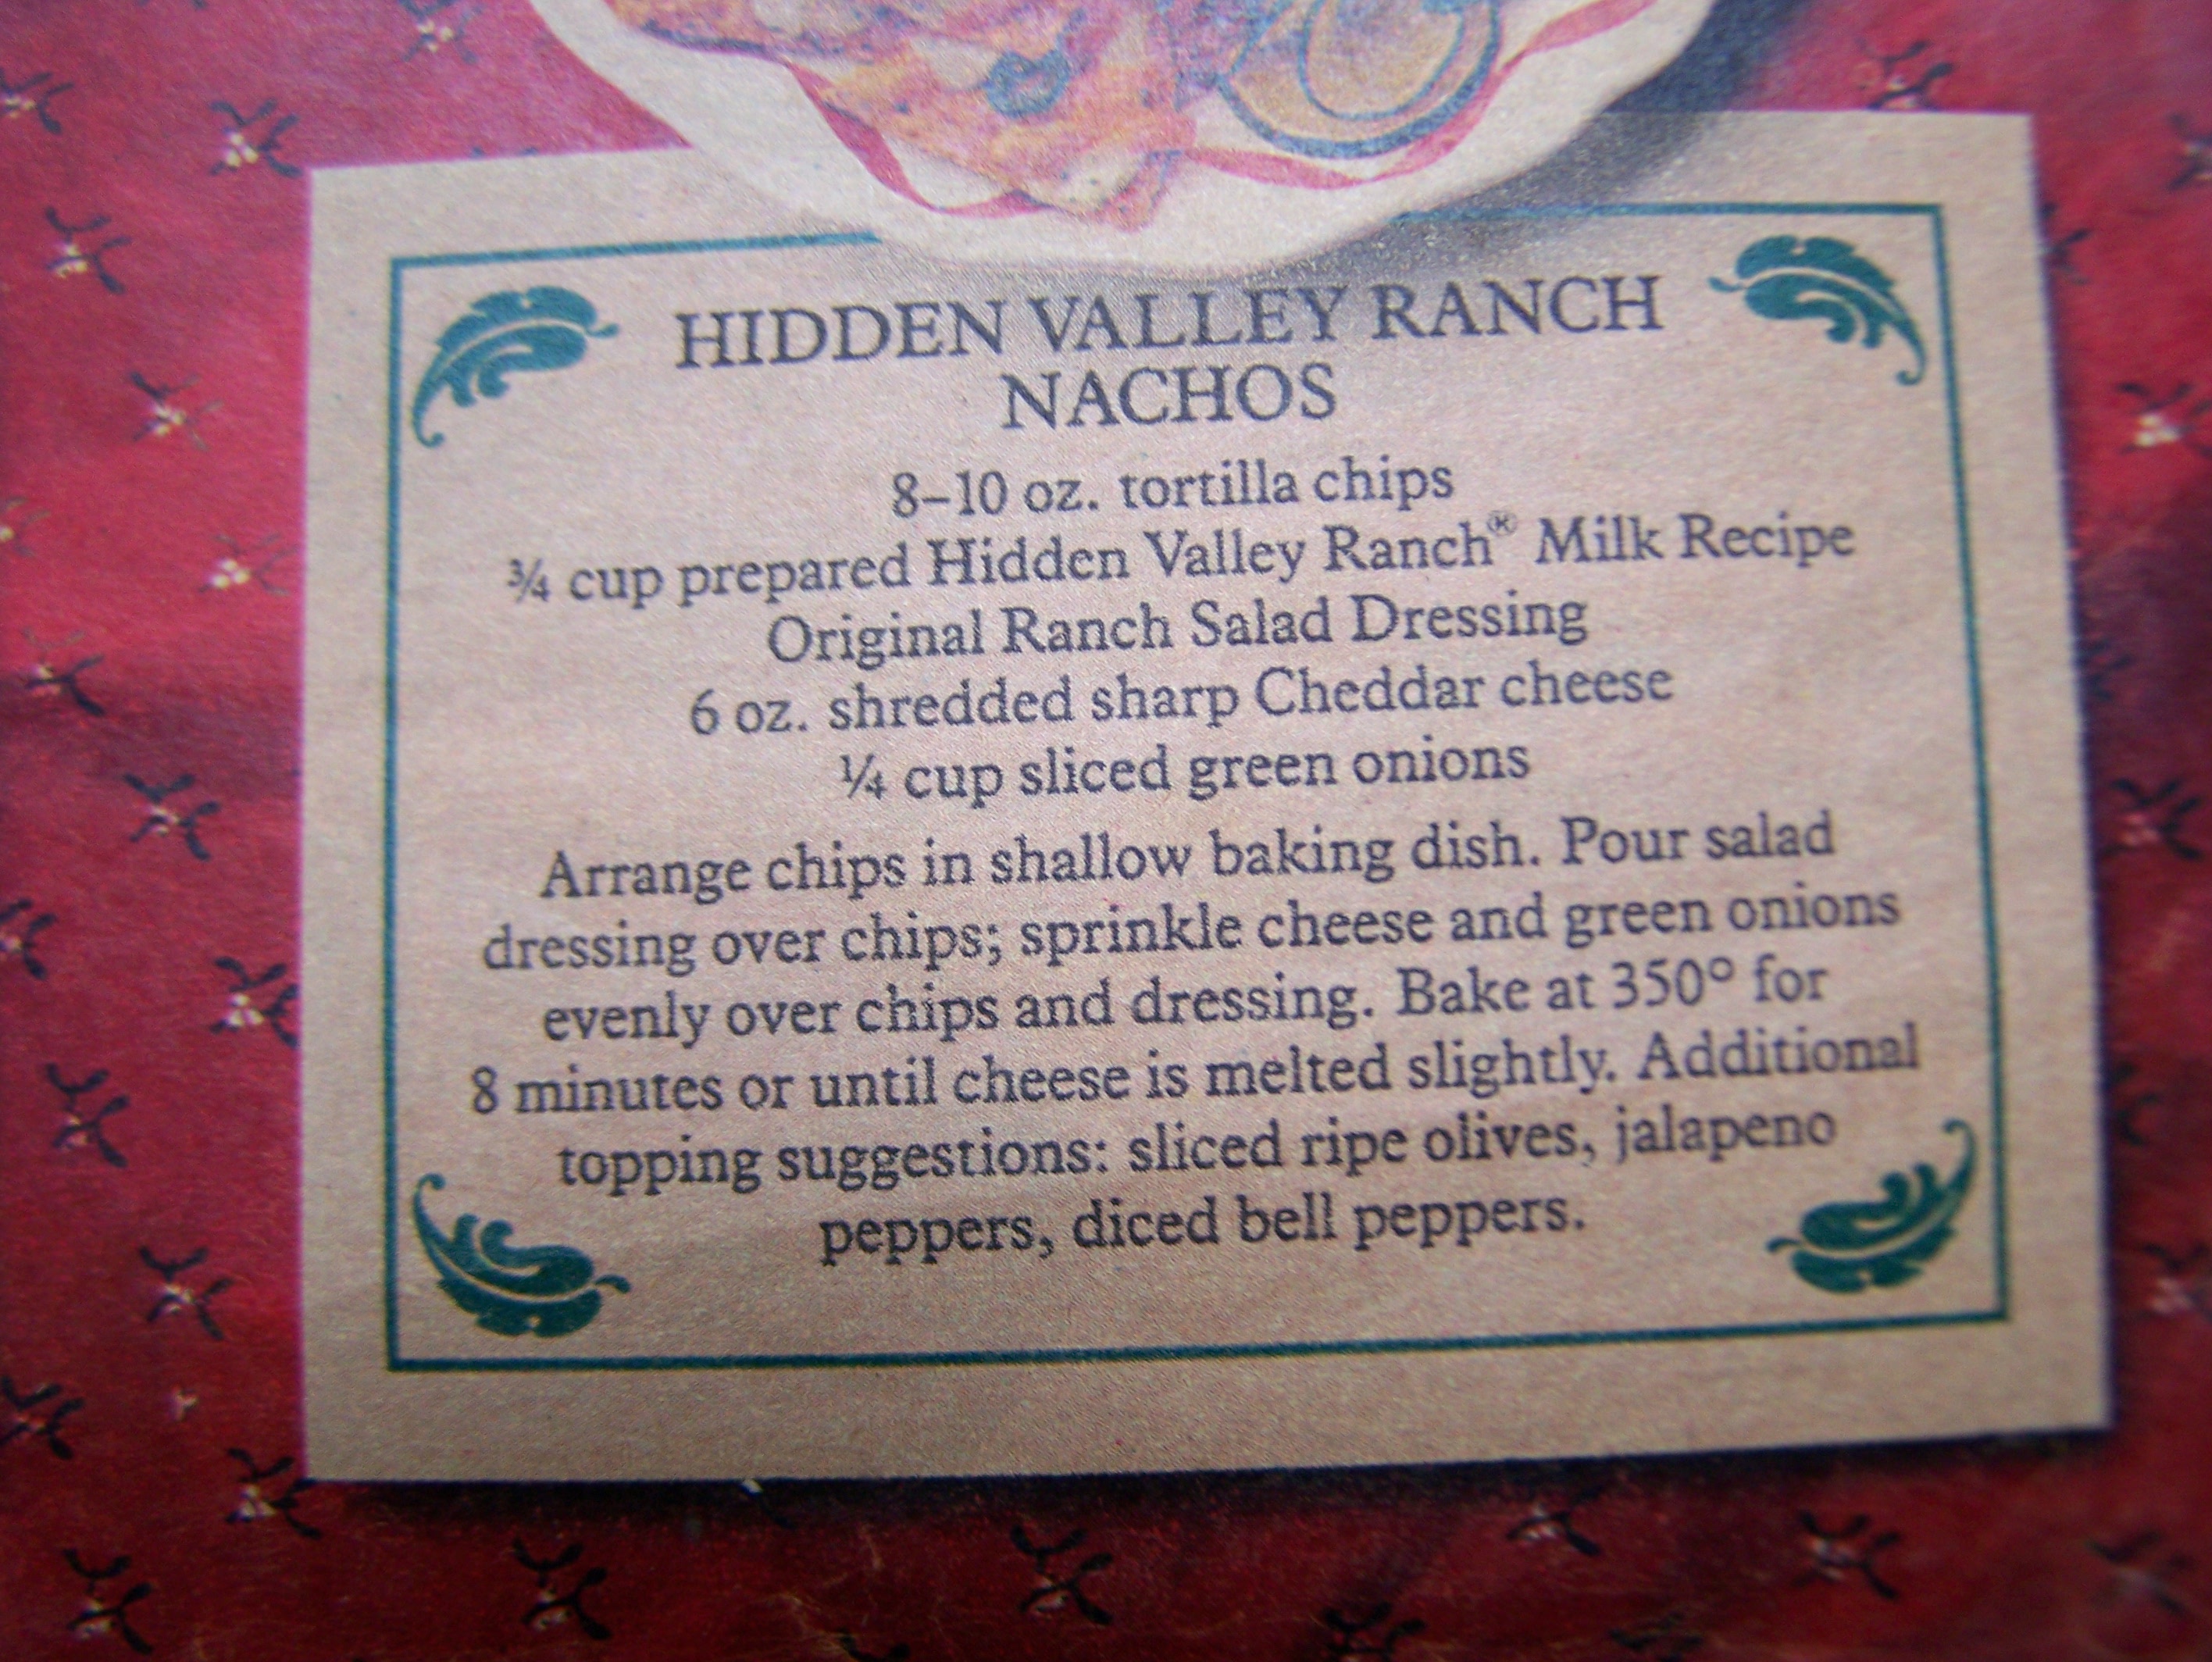 HIDDEN VALLEY RANCH
NACHOS
8–10 oz. tortilla chips
¾ cup prepared Hidden Valley Ranch® Milk Recipe
Original Ranch Salad Dressing
6 oz. shredded sharp Cheddar cheese
¼ cup sliced green onions
Arrange chips in shallow baking dish. Pour salad
dressing over chips; sprinkle cheese and green onions
evenly over chips and dressing. Bake at 350° for
8 minutes or until cheese is melted slightly. Additional
topping suggestions: sliced ripe olives, jalapeno
peppers, diced bell peppers.